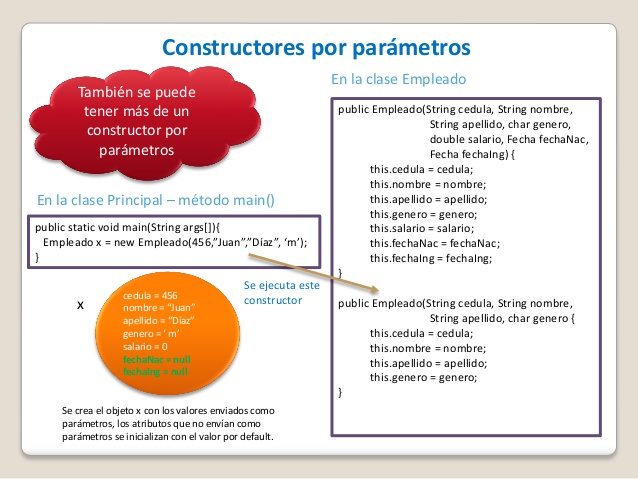 Constructores por parámetros
También se puede
tener más de un
constructor por
parámetros
En la clase Principal – método main()
public static void main(String args[]){
Empleado x = new Empleado(456,”Juan”,”Díaz”, ‘m’);
}
x
cedula = 456
nombre = “Juan”
apellido = “Díaz”
genero = ‘ m’
salario = 0
fechaNac = null
fechaIng = null
Se ejecuta este
constructor
Se crea el objeto x con los valores enviados como
parámetros, los atributos que no envían como
parámetros se inicializan con el valor por default.
En la clase Empleado
public Empleado(String cedula, String nombre,
String apellido, char genero,
double salario, Fecha fechaNac,
Fecha fechaIng) {
this.cedula = cedula;
this.nombre = nombre;
this.apellido = apellido;
this.genero = genero;
this.salario = salario;
this.fechaNac = fechaNac;
this.fechaIng = fechaIng;
}
public Empleado(String cedula, String nombre,
String apellido, char genero {
this.cedula = cedula;
this.nombre = nombre;
this.apellido = apellido;
this.genero = genero;
}